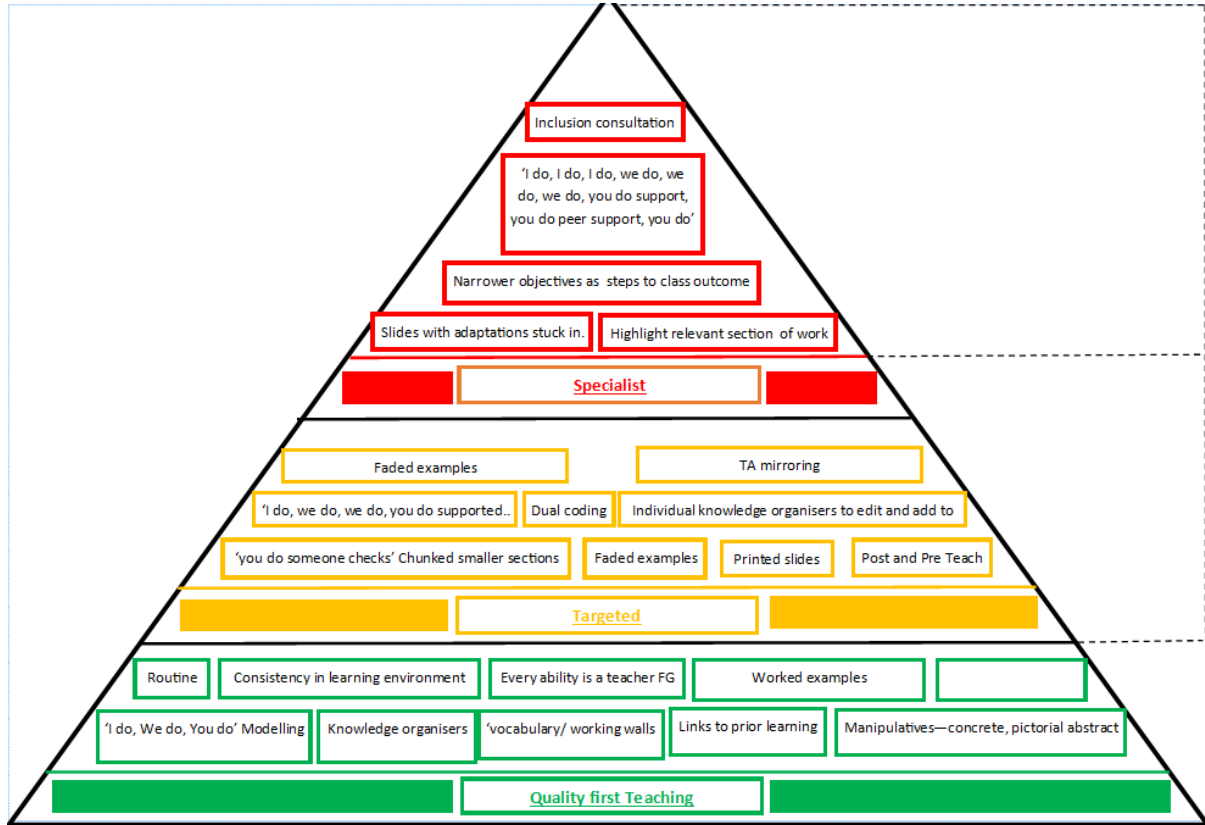 Inclusion consultation
‘I do, I do, I do, we do, we
do, we do, you do support,
you do peer support, you do’
Narrower objectives as steps to class outcome
Slides with adaptations stuck in.
Highlight relevant section of work
Specialist
Faded examples
TA mirroring
‘I do, we do, we do, you do supported..
Dual coding
Individual knowledge organisers to edit and add to
‘you do someone checks’ Chunked smaller sections
Faded examples
Printed slides
Post and Pre Teach
Targeted
Routine
Consistency in learning environment
Every ability is a teacher FG
Worked examples
‘I do, We do, You do’ Modelling
Knowledge organisers
‘vocabulary/ working walls
Links to prior learning
Manipulatives—concrete, pictorial abstract
Quality first Teaching